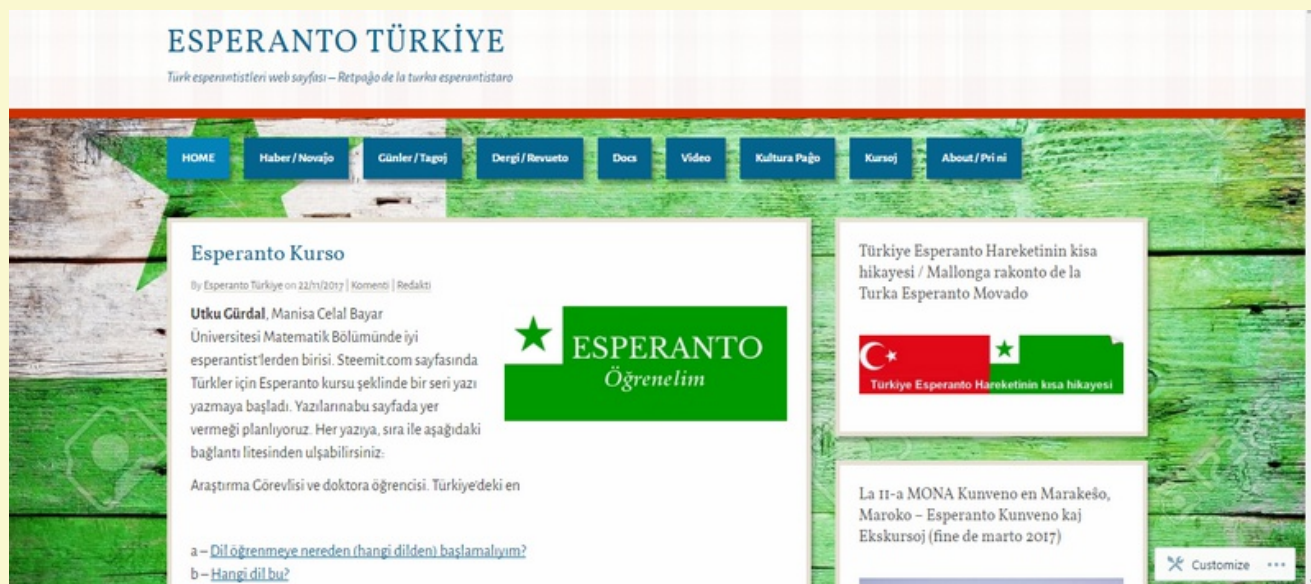 ESPERANTO TÜRKİYE
Türk esperantistleri web sayfası – Retpaĝo de la turka esperantistaro
HOME
Haber / Novaĵo
Günler / Tagoj
Dergi / Revueto
Docs
Video
Kultura Paĝo
Kursoj
About / Pri ni
Esperanto Kurso
By Esperanto Türkiye on 22/11/2017 | Komenti | Redakti
Utku Gürdal, Manisa Celal Bayar
Üniversitesi Matematik Bölümünde iyi
esperantist'lerden birisi. Steemit.com sayfasında
Türkler için Esperanto kursu şeklinde bir seri yazı
yazmaya başladı. Yazılarınabu sayfada yer
vermeği planlıyoruz. Her yazıya, sıra ile aşağıdaki
bağlantı litesinden ulşabilirsiniz:
ESPERANTO
Öğrenelim
Araştırma Görevlisi ve doktora öğrencisi. Türkiye'deki en
a – Dil öğrenmeye nereden (hangi dilden) başlamalıyım?
b – Hangi dil bu?
Türkiye Esperanto Hareketinin kisa
hikayesi / Mallonga rakonto de la
Turka Esperanto Movado
Türkiye Esperanto Hareketinin kısa hikayesi
La 11-a MONA Kunveno en Marakeŝo,
Maroko – Esperanto Kunveno kaj
Ekskursoj (fine de marto 2017)
Customize